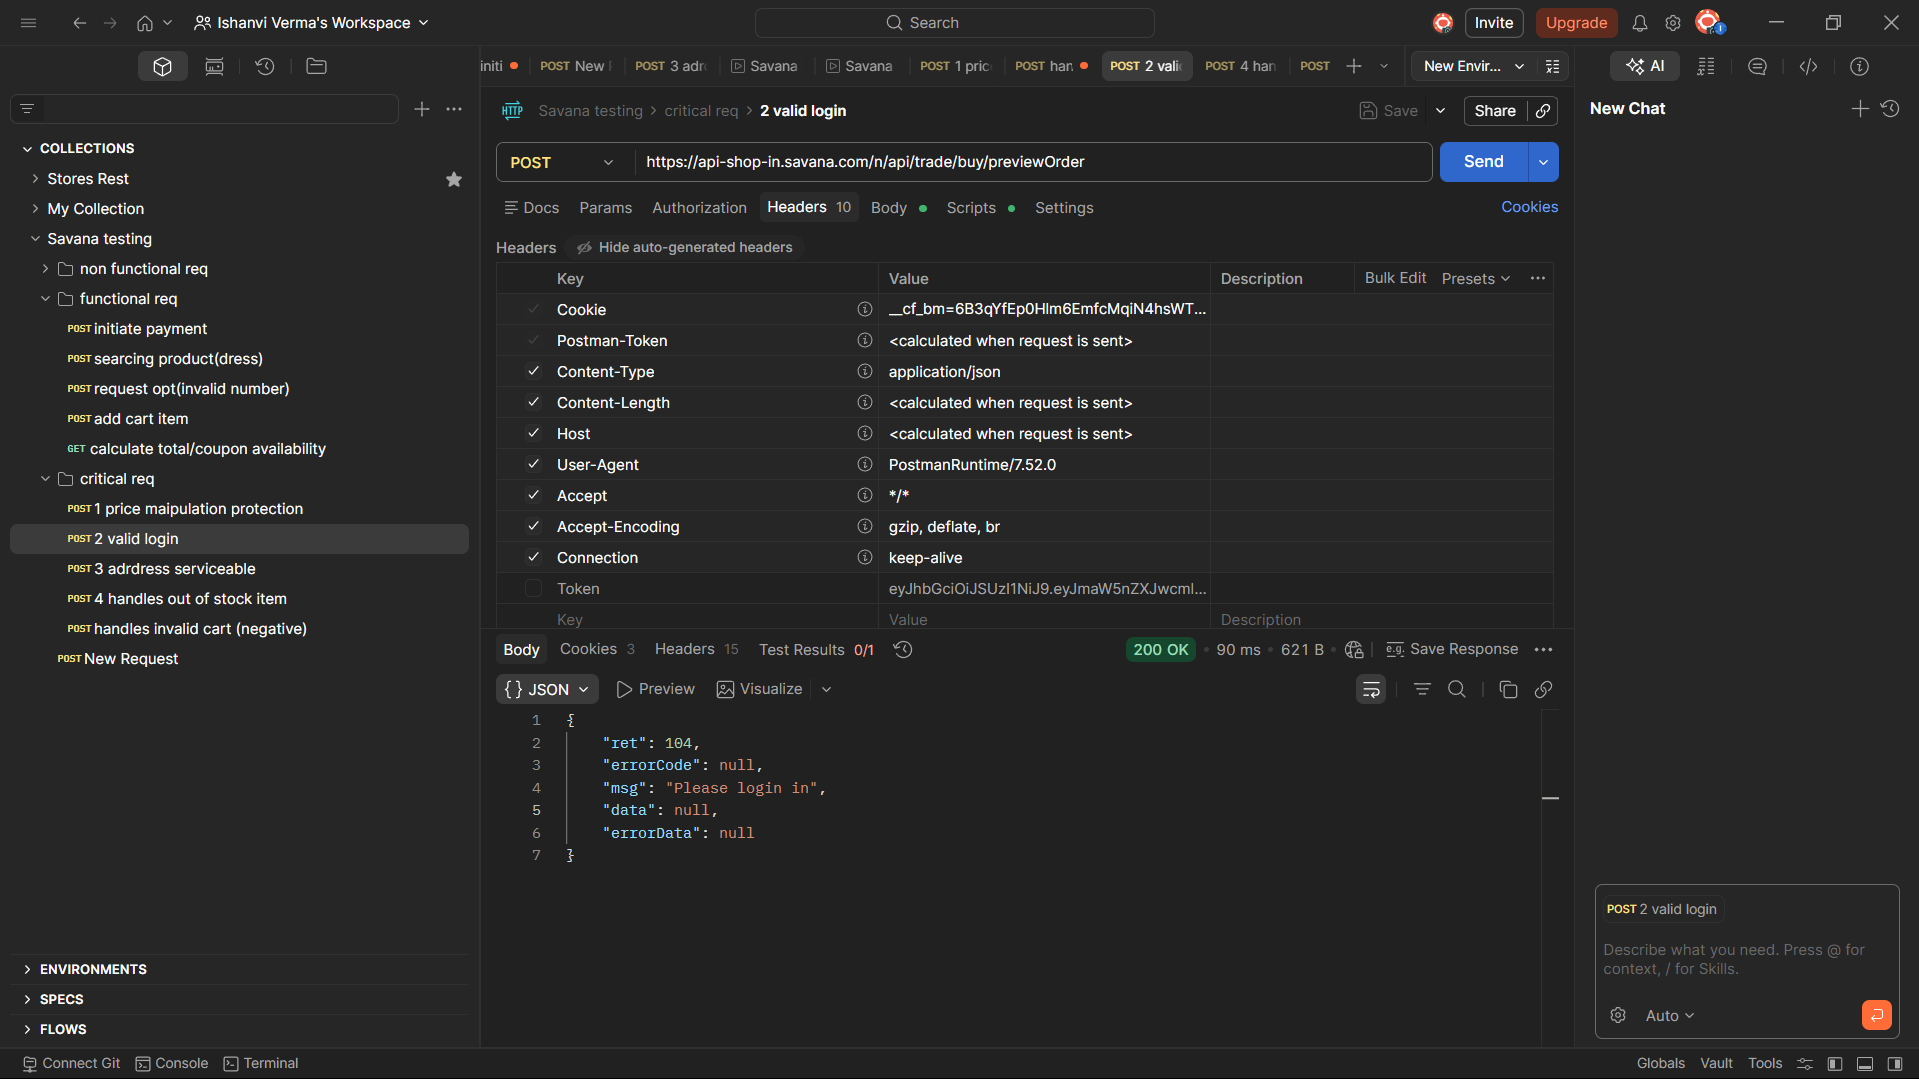 Ishanvi Verma's Workspace
Search
Invite
Upgrade
initi
POST New
POST 3 adr
Savana
Savana
POST 1 pric
POST han
POST 2 vali
POST 4 han
POST
New Envir...
AI
Savana testing > critical req > 2 valid login
Save
Share
New Chat
COLLECTIONS
Stores Rest
My Collection
Savana testing
non functional req
functional req
POST initiate payment
POST searcing product(dress)
POST request opt(invalid number)
POST add cart item
GET calculate total/coupon availability
critical req
POST 1 price maipulation protection
POST 2 valid login
POST 3 adrdress serviceable
POST 4 handles out of stock item
POST handles invalid cart (negative)
POST New Request
ENVIRONMENTS
SPECS
FLOWS
POST
https://api-shop-in.savana.com/n/api/trade/buy/previewOrder
Send
Docs Params Authorization Headers 10 Body Scripts Settings
Cookies
Headers Hide auto-generated headers
Key Value Description Bulk Edit Presets
Cookie __cf_bm=6B3qYfEp0Hlm6EmfcMqiN4hsWT...
Postman-Token <calculated when request is sent>
Content-Type application/json
Content-Length <calculated when request is sent>
Host <calculated when request is sent>
User-Agent PostmanRuntime/7.52.0
Accept */*
Accept-Encoding gzip, deflate, br
Connection keep-alive
Token eyJhbGciOiJSUzI1NiJ9.eyJmaW5nZXJwcml...
Key Value Description
Body Cookies 3 Headers 15 Test Results 0/1
200 OK • 90 ms • 621 B
e.g. Save Response
{} JSON Preview Visualize
1 {
2 "ret": 104,
3 "errorCode": null,
4 "msg": "Please login in",
5 "data": null,
6 "errorData": null
7 }
POST 2 valid login
Describe what you need. Press @ for
context, / for Skills.
Auto
Connect Git Console Terminal
Globals Vault Tools